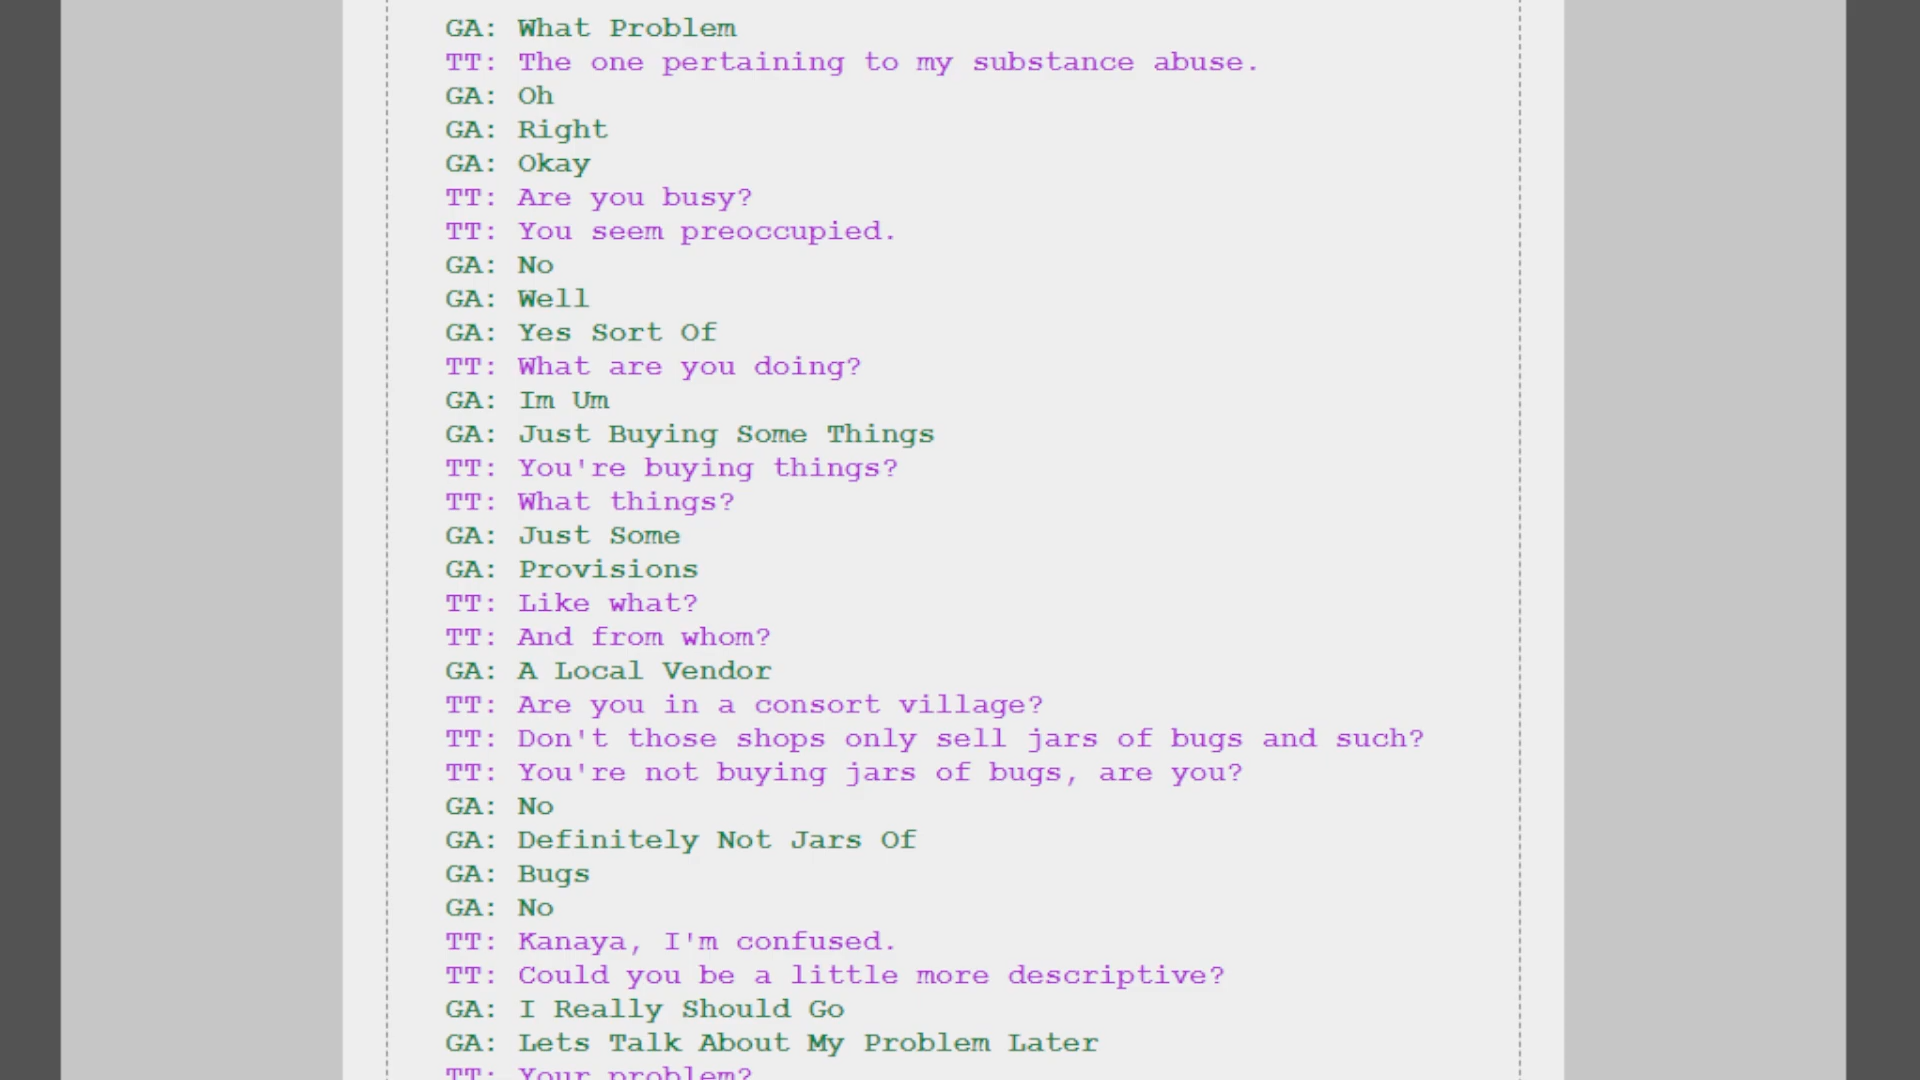 GA: What Problem
TT: The one pertaining to my substance abuse.
GA: Oh
GA: Right
GA: Okay
TT: Are you busy?
TT: You seem preoccupied.
GA: No
GA: Well
GA: Yes Sort Of
TT: What are you doing?
GA: Im Um
GA: Just Buying Some Things
TT: You're buying things?
TT: What things?
GA: Just Some
GA: Provisions
TT: Like what?
TT: And from whom?
GA: A Local Vendor
TT: Are you in a consort village?
TT: Don't those shops only sell jars of bugs and such?
TT: You're not buying jars of bugs, are you?
GA: No
GA: Definitely Not Jars Of
GA: Bugs
GA: No
TT: Kanaya, I'm confused.
TT: Could you be a little more descriptive?
GA: I Really Should Go
GA: Lets Talk About My Problem Later
TT: Your problem?